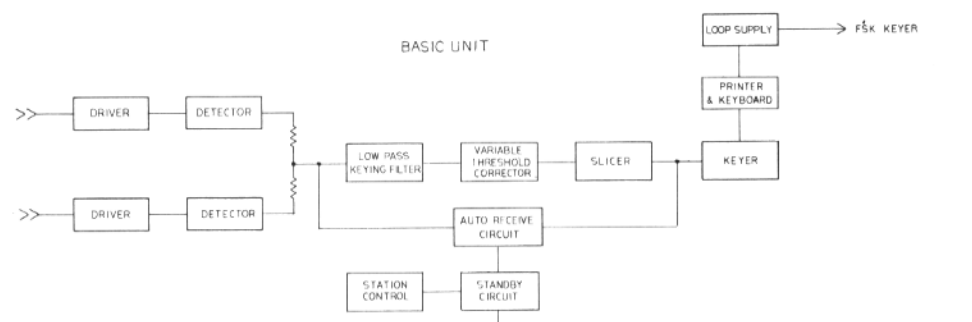 BASIC UNIT
LOOP SUPPLY
FSK KEYER
PRINTER
& KEYBOARD
DRIVER
DETECTOR
LOW PASS
KEYING FILTER
VARIABLE
THRESHOLD
CORRECTOR
SLICER
KEYER
DRIVER
DETECTOR
AUTO RECEIVE
CIRCUIT
STATION
CONTROL
STANDBY
CIRCUIT